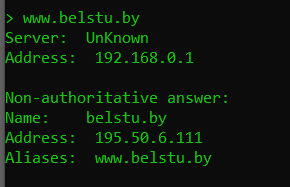 > www.belstu.by
Server:  UnKnown
Address:  192.168.0.1

Non-authoritative answer:
Name:    belstu.by
Address:  195.50.6.111
Aliases:  www.belstu.by